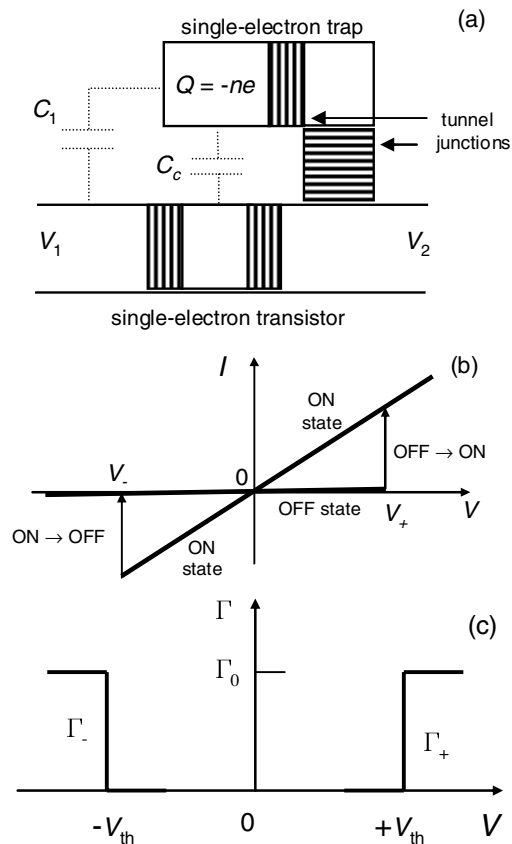 single-electron trap
(a)
Q = -ne
C1
tunnel
junctions
Cc
V1
V2
single-electron transistor
I
(b)
ON
state
OFF → ON
V-
0
OFF state
V+
V
ON → OFF
ON
state
Γ
(c)
Γ0
Γ-
Γ+
-Vth
0
+Vth
V